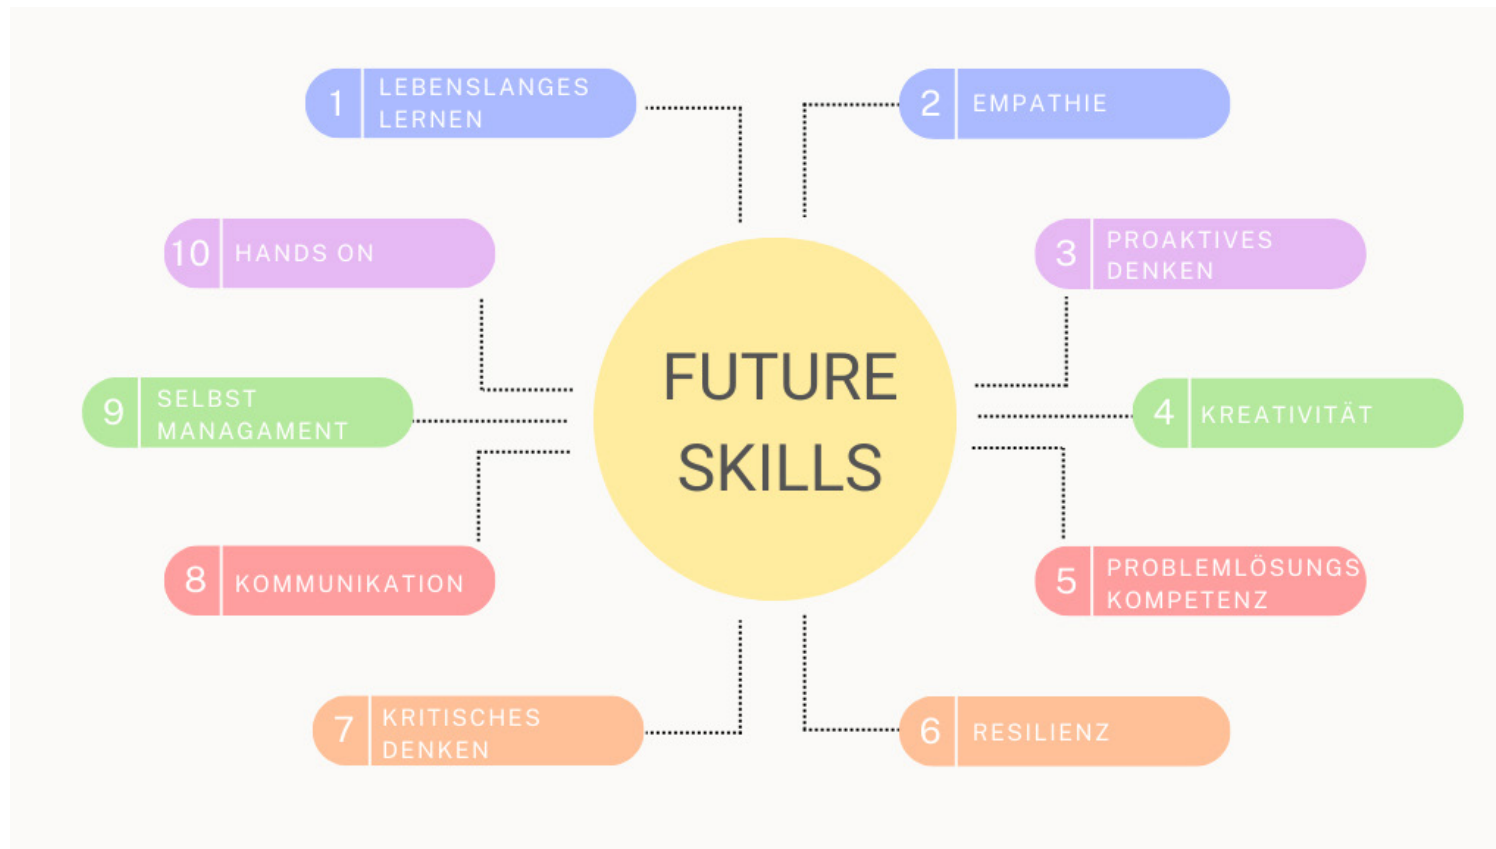 FUTURE
SKILLS
1
LEBENSLANGES
LERNEN
2
EMPATHIE
3
PROAKTIVES
DENKEN
4
KREATIVITÄT
5
PROBLEMLÖSUNGS
KOMPETENZ
6
RESILIENZ
7
KRITISCHES
DENKEN
8
KOMMUNIKATION
9
SELBST
MANAGAMENT
10
HANDS ON